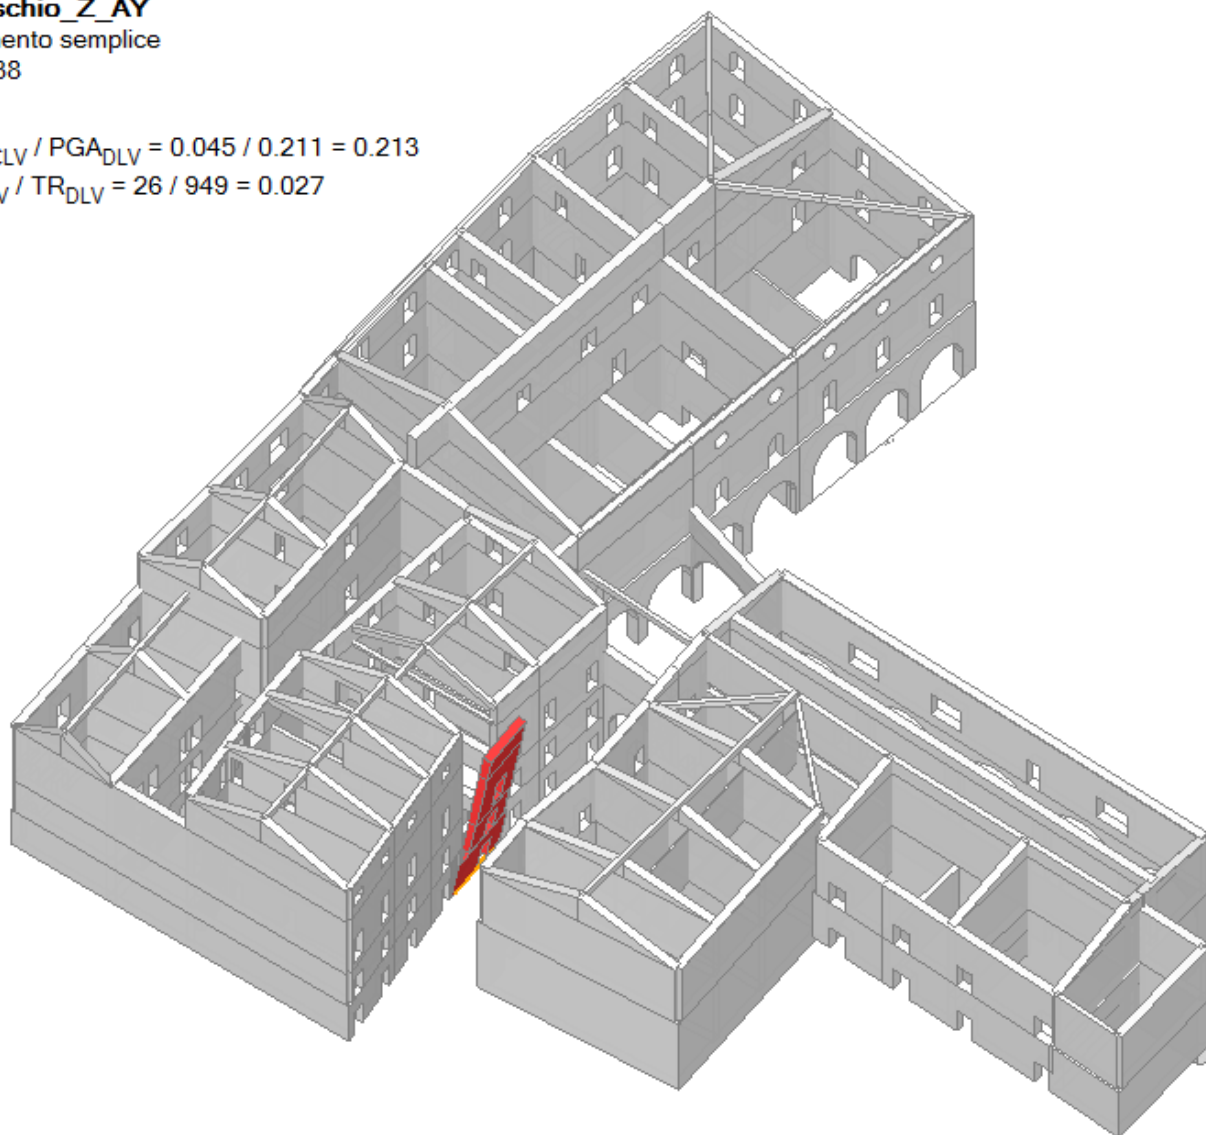 schio_Z_AY
ento semplice
38
CLV / PGADLV = 0.045 / 0.211 = 0.213
V / TRDLV = 26 / 949 = 0.027